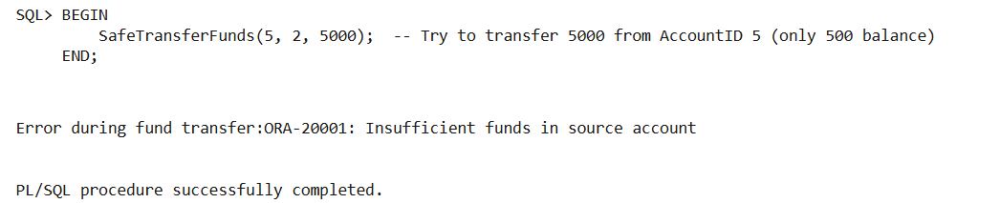 SQL> BEGIN
         SafeTransferFunds(5, 2, 5000);  -- Try to transfer 5000 from AccountID 5 (only 500 balance)
     END;
Error during fund transfer:ORA-20001: Insufficient funds in source account
PL/SQL procedure successfully completed.